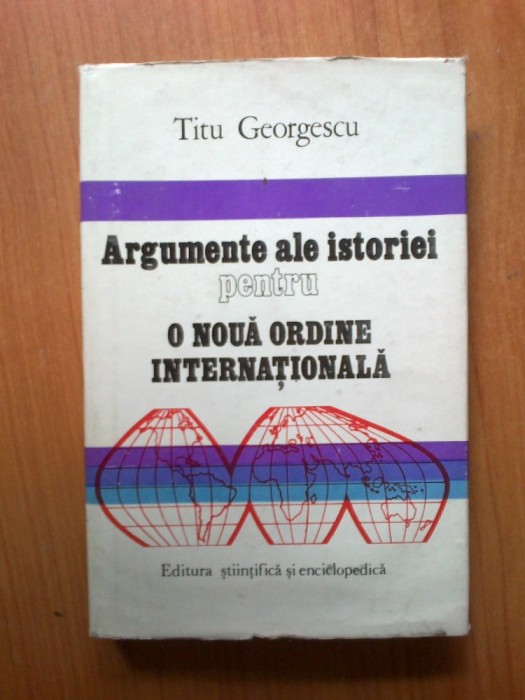 Titu Georgescu
Argumente ale istoriei
pentru
O NOUĂ ORDINE
INTERNAȚIONALĂ
Editura științifică și enciclopedică